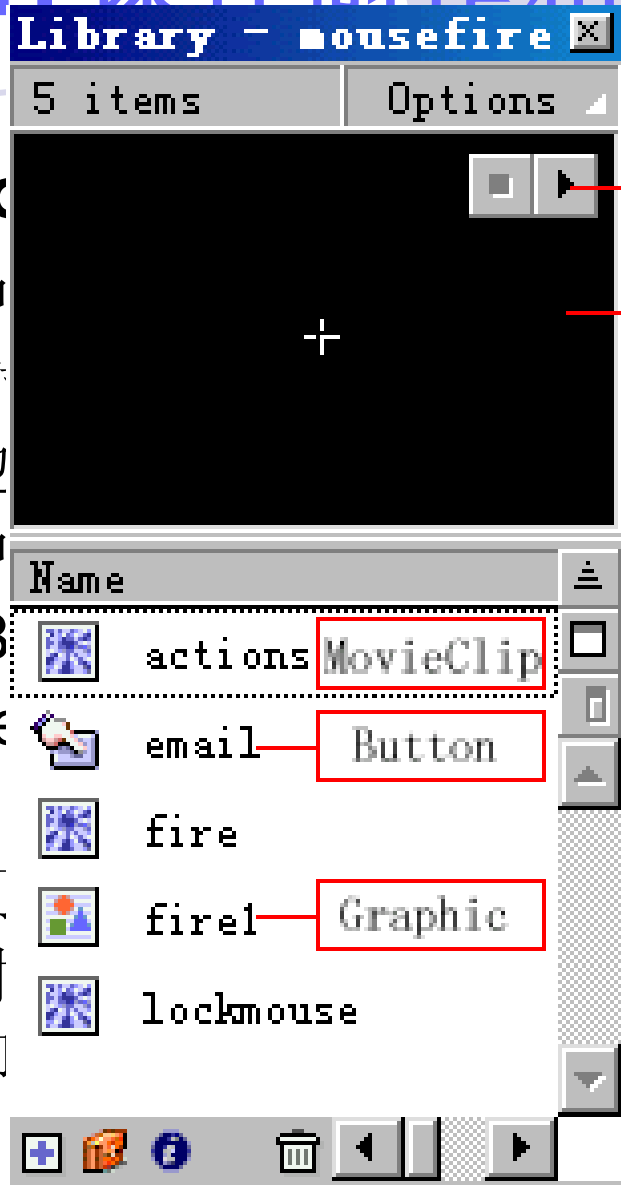 Library - mousefire
5 items Options
Name
actions MovieClip
email Button
fire
fire1 Graphic
lockmouse